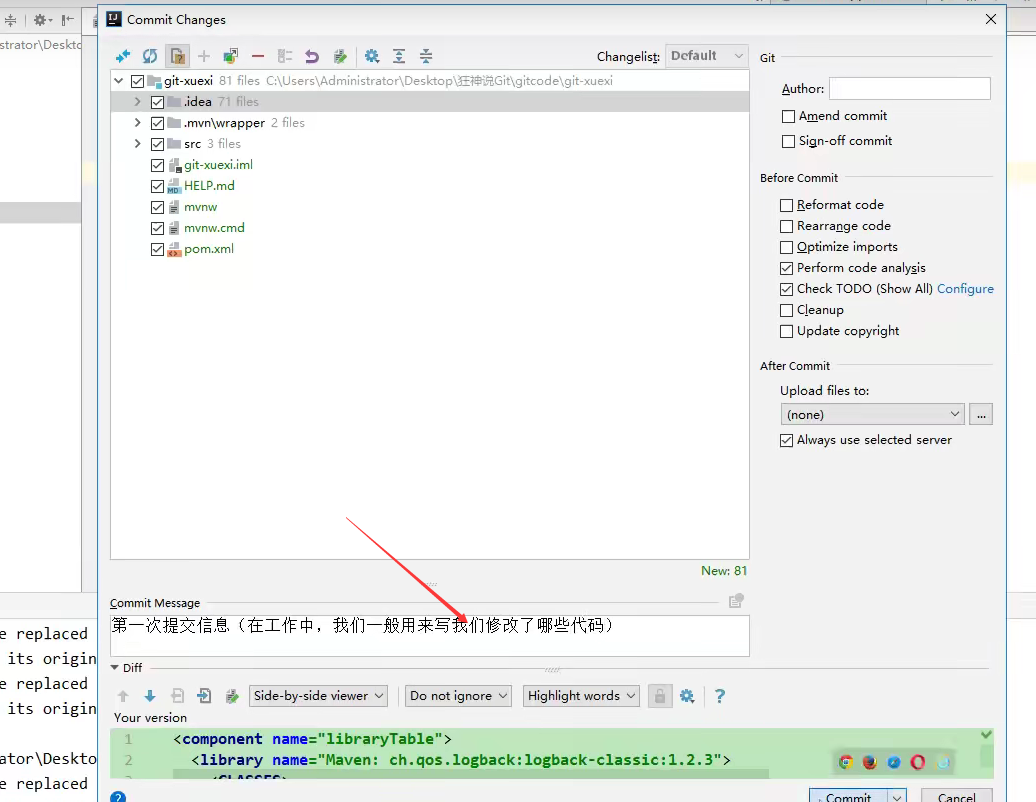 Commit Changes
strator\Deskto
Changelist: Default
Git
git-xuexi 81 files C:\Users\Administrator\Desktop\狂神说Git\gitcode\git-xuexi
.idea 71 files
.mvn\wrapper 2 files
src 3 files
git-xuexi.iml
HELP.md
mvnw
mvnw.cmd
pom.xml
Author:
Amend commit
Sign-off commit
Before Commit
Reformat code
Rearrange code
Optimize imports
Perform code analysis
Check TODO (Show All) Configure
Cleanup
Update copyright
After Commit
Upload files to:
(none)
...
Always use selected server
New: 81
Commit Message
第一次提交信息（在工作中，我们一般用来写我们修改了哪些代码）
e replaced
its origin
e replaced
its origin
rator\Deskto
e replaced
Diff
Side-by-side viewer Do not ignore Highlight words ?
Your version
1 <component name="libraryTable">
2 <library name="Maven: ch.qos.logback:logback-classic:1.2.3">
<CLASSES>
? Commit Cancel